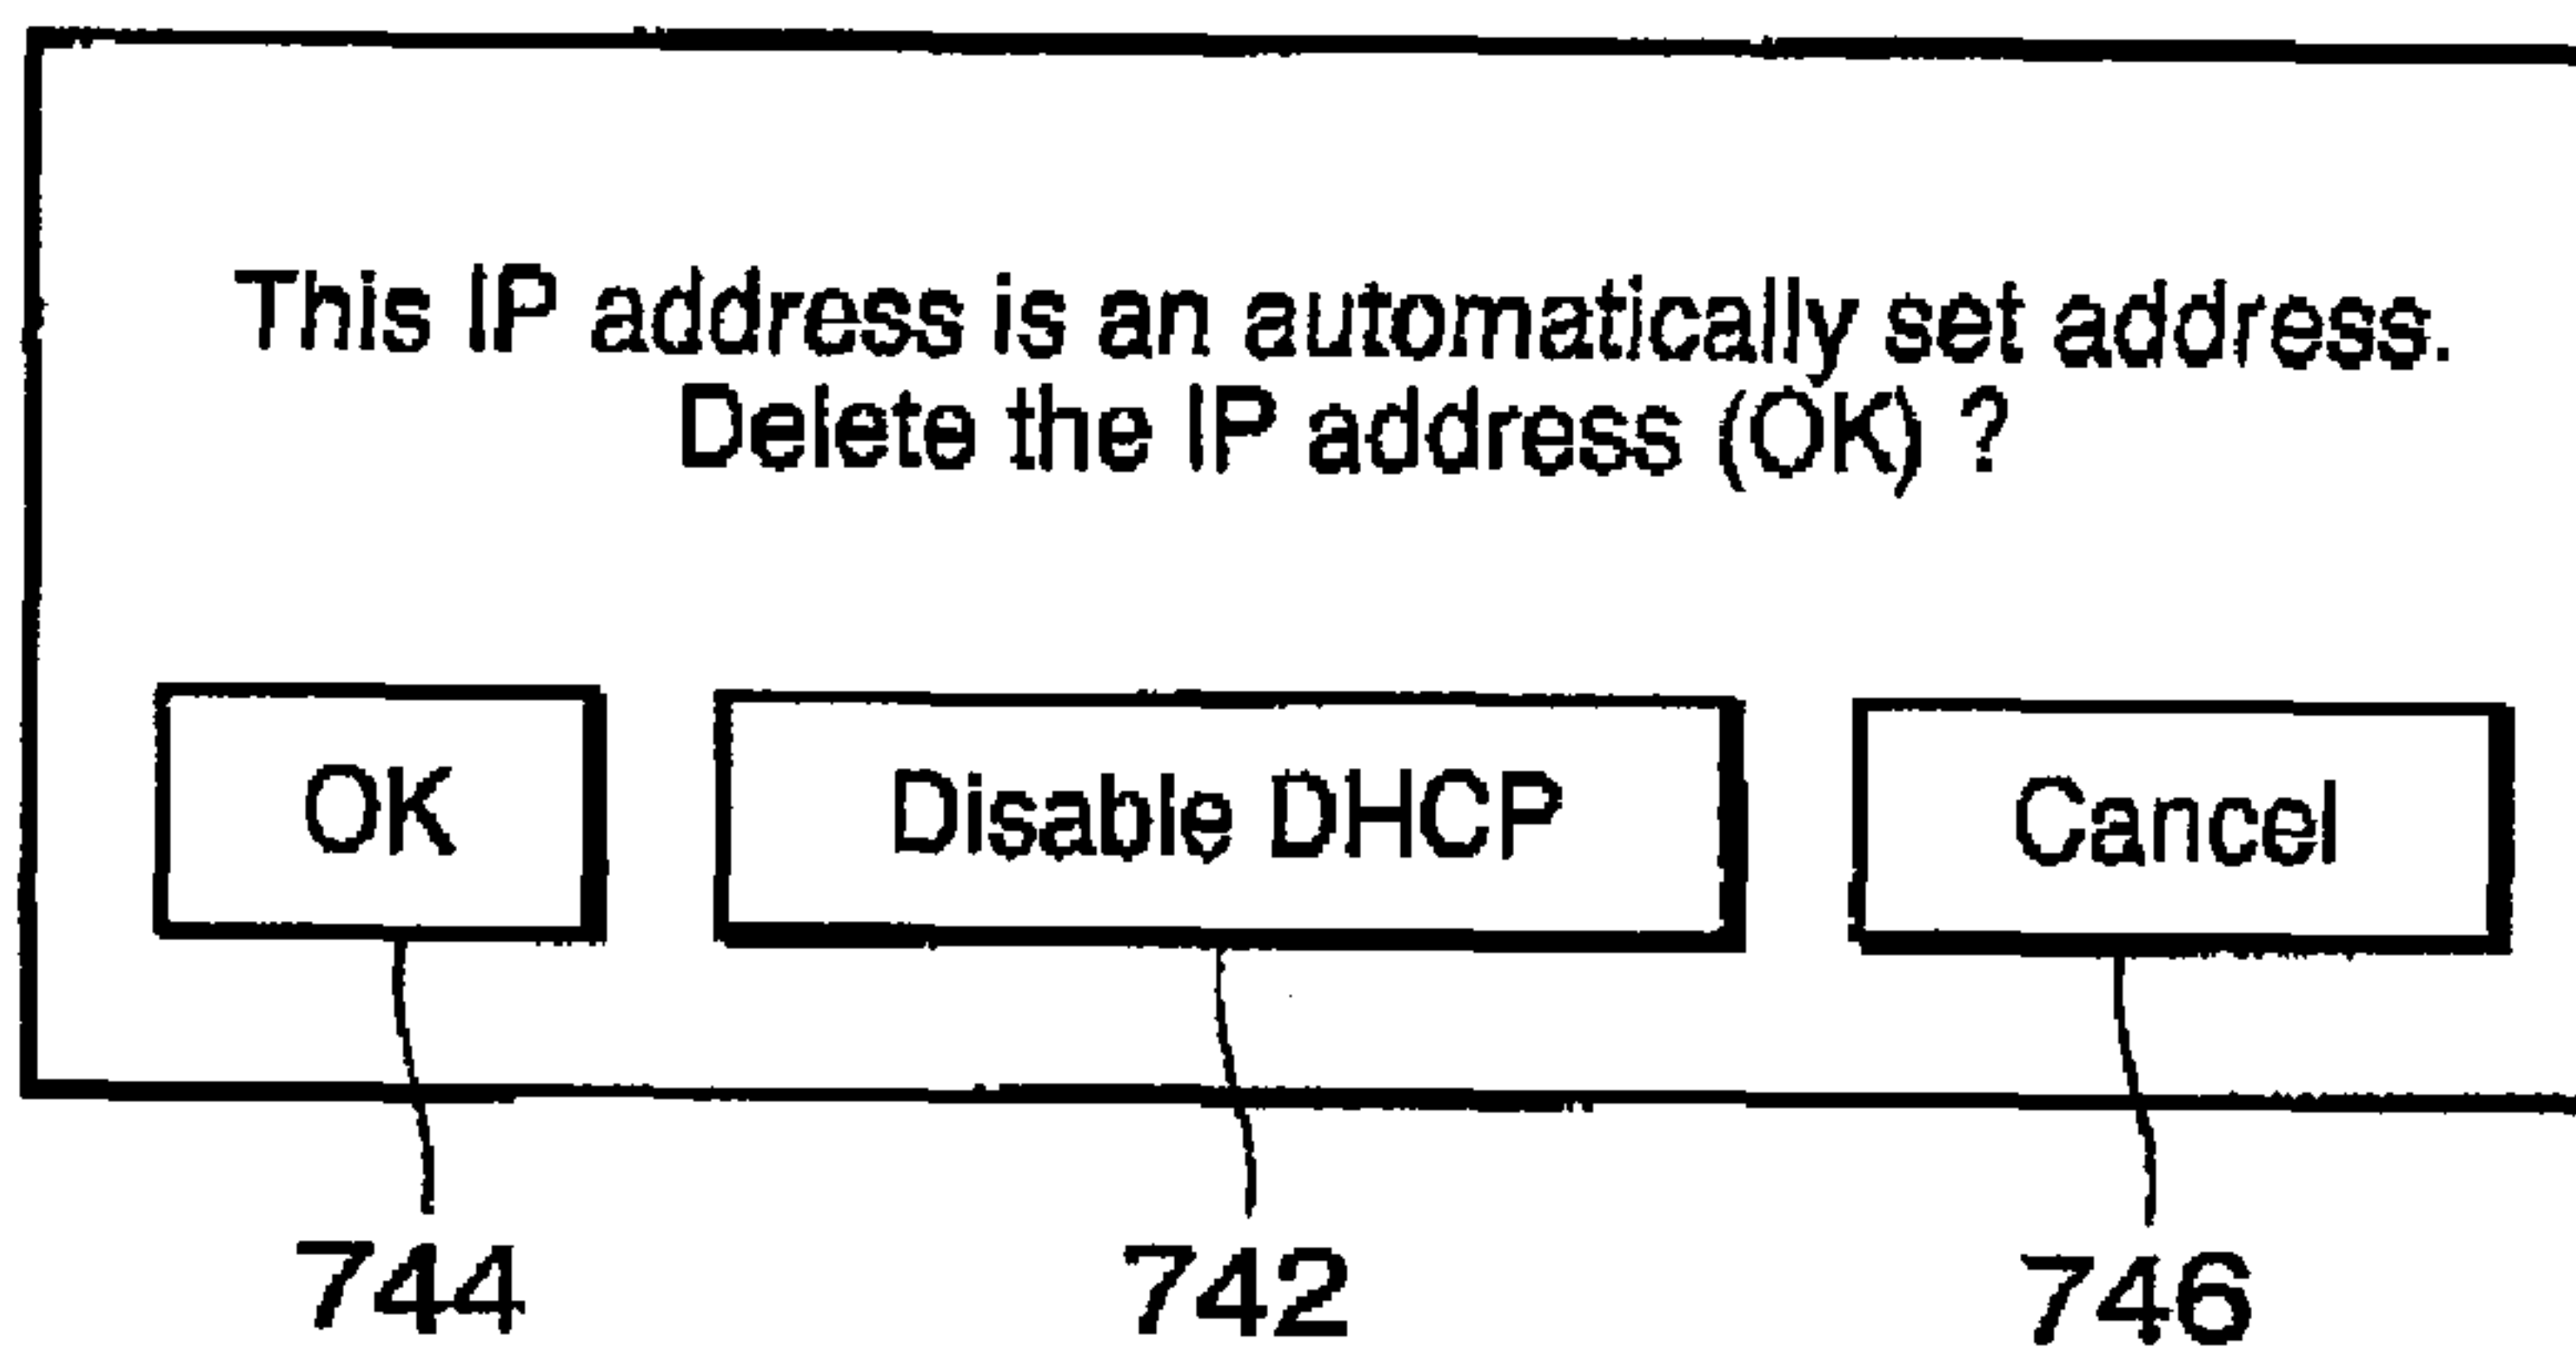 This IP address is an automatically set address.
Delete the IP address (OK) ?
OK Disable DHCP Cancel
744 742 746